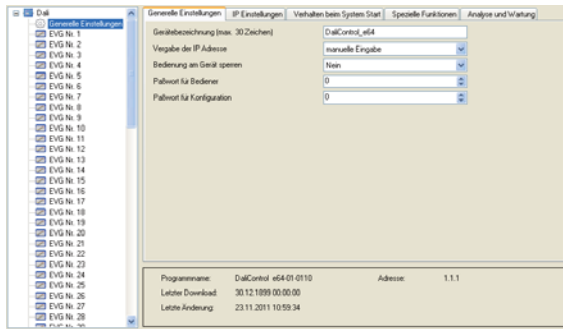 Dali
Generelle Einstellungen
EVG Nr. 1
EVG Nr. 2
EVG Nr. 3
EVG Nr. 4
EVG Nr. 5
EVG Nr. 6
EVG Nr. 7
EVG Nr. 8
EVG Nr. 9
EVG Nr. 10
EVG Nr. 11
EVG Nr. 12
EVG Nr. 13
EVG Nr. 14
EVG Nr. 15
EVG Nr. 16
EVG Nr. 17
EVG Nr. 18
EVG Nr. 19
EVG Nr. 20
EVG Nr. 21
EVG Nr. 22
EVG Nr. 23
EVG Nr. 24
EVG Nr. 25
EVG Nr. 26
EVG Nr. 27
EVG Nr. 28
EVG Nr. 29
Generelle Einstellungen IP Einstellungen Verhalten beim System Start Spezielle Funktionen Analyse und Wartung
Gerätebezeichnung (max. 30 Zeichen) DaliControl_e64
Vergabe der IP Adresse manuelle Eingabe
Bedienung am Gerät sperren Nein
Paßwort für Bediener 0
Paßwort für Konfiguration 0
Programmname: DaliControl e64-01-0110 Adresse: 1.1.1
Letzter Download: 30.12.1899 00:00:00
Letzte Änderung: 23.11.2011 10:59:34